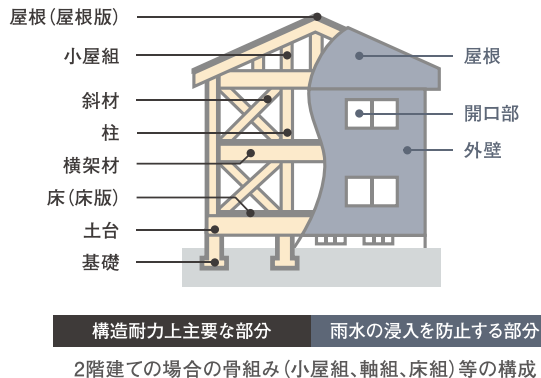 屋根（屋根版）
小屋組
斜材
柱
横架材
床（床版）
土台
基礎
屋根
開口部
外壁
構造耐力上主要な部分
雨水の浸入を防止する部分
2階建ての場合の骨組み（小屋組、軸組、床組）等の構成